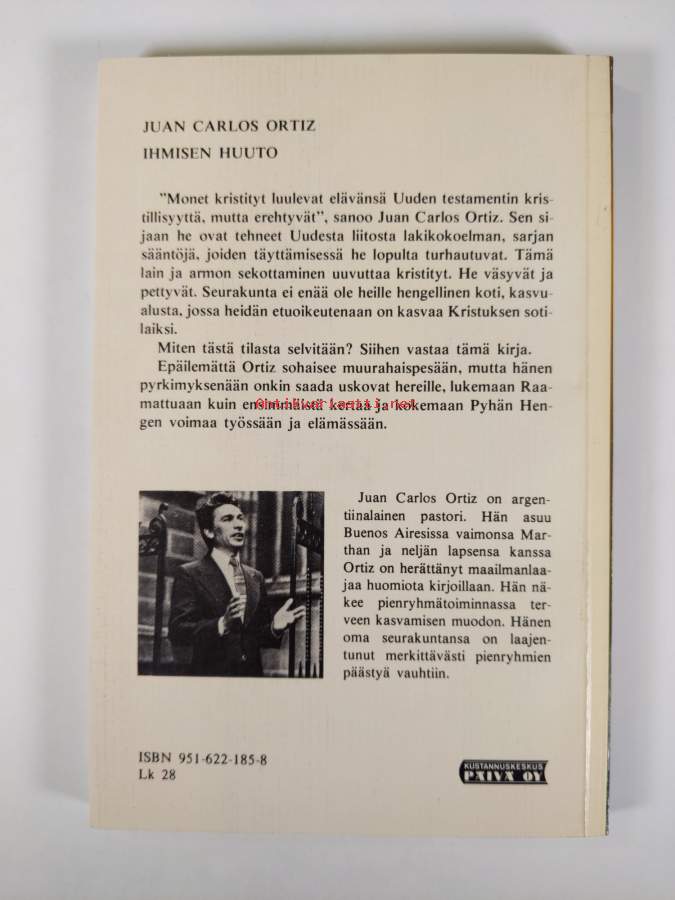 JUAN CARLOS ORTIZ
IHMISEN HUUTO
"Monet kristityt luulevat elävänsä Uuden testamentin kris-
tillisyyttä, mutta erehtyvät", sanoo Juan Carlos Ortiz. Sen si-
jaan he ovat tehneet Uudesta liitosta lakikokoelman, sarjan
sääntöjä, joiden täyttämisessä he lopulta turhautuvat. Tämä
lain ja armon sekottaminen uuvuttaa kristityt. He väsyvät ja
pettyvät. Seurakunta ei enää ole heille hengellinen koti, kasvu-
alusta, jossa heidän etuoikeutenaan on kasvaa Kristuksen soti-
laiksi.
Miten tästä tilasta selvitään? Siihen vastaa tämä kirja.
Epäilemättä Ortiz sohaisee muurahaispesään, mutta hänen
pyrkimyksenään onkin saada uskovat hereille, lukemaan Raa-
mattuaan kuin ensimmäistä kertaa ja kokemaan Pyhän Hen-
gen voimaa työssään ja elämässään.
Antikvariaatti.net
Juan Carlos Ortiz on argen-
tiinalainen pastori. Hän asuu
Buenos Airesissa vaimonsa Mar-
than ja neljän lapsensa kanssa
Ortiz on herättänyt maailmanlaa-
jaa huomiota kirjoillaan. Hän nä-
kee pienryhmätoiminnassa ter-
veen kasvamisen muodon. Hänen
oma seurakuntansa on laajen-
tunut merkittävästi pienryhmien
päästyä vauhtiin.
ISBN 951-622-185-8
Lk 28
KUSTANNUSKESKUS
PÄIVÄ OY